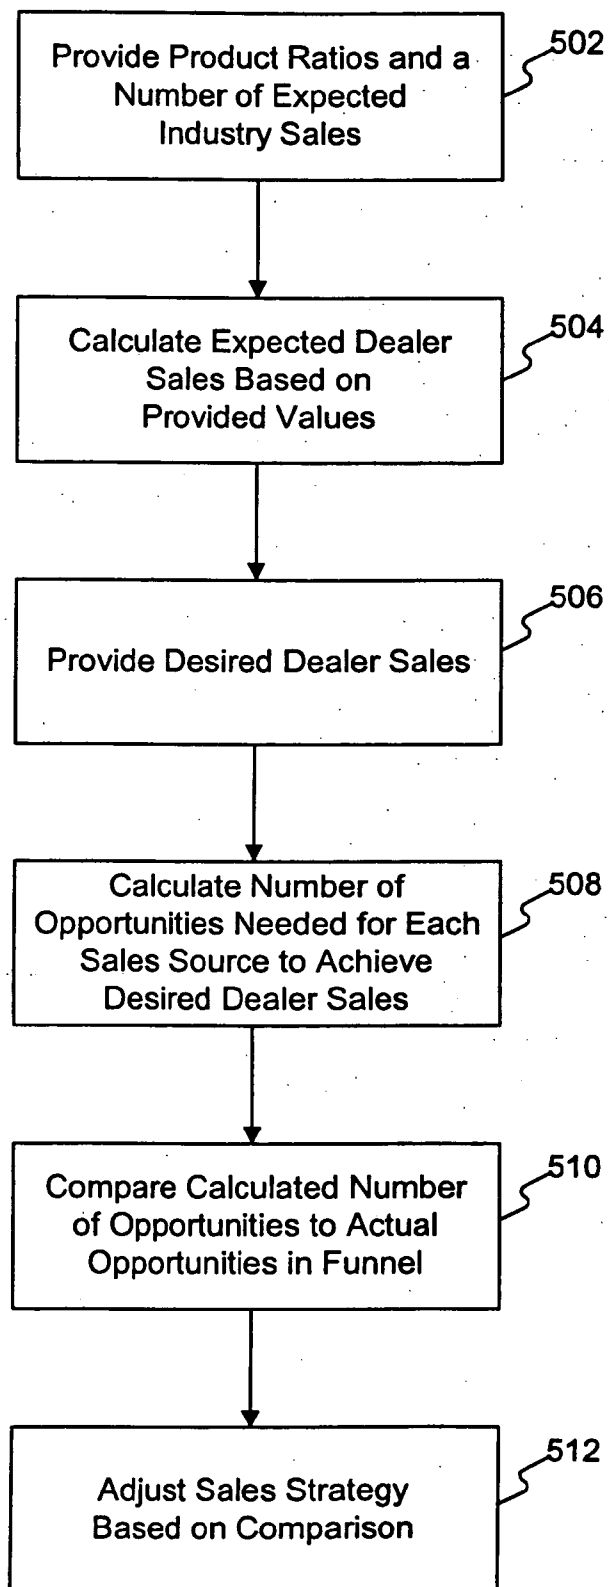 Provide Product Ratios and a
Number of Expected
Industry Sales
502
Calculate Expected Dealer
Sales Based on
Provided Values
504
Provide Desired Dealer Sales
506
Calculate Number of
Opportunities Needed for Each
Sales Source to Achieve
Desired Dealer Sales
508
Compare Calculated Number
of Opportunities to Actual
Opportunities in Funnel
510
Adjust Sales Strategy
Based on Comparison
512